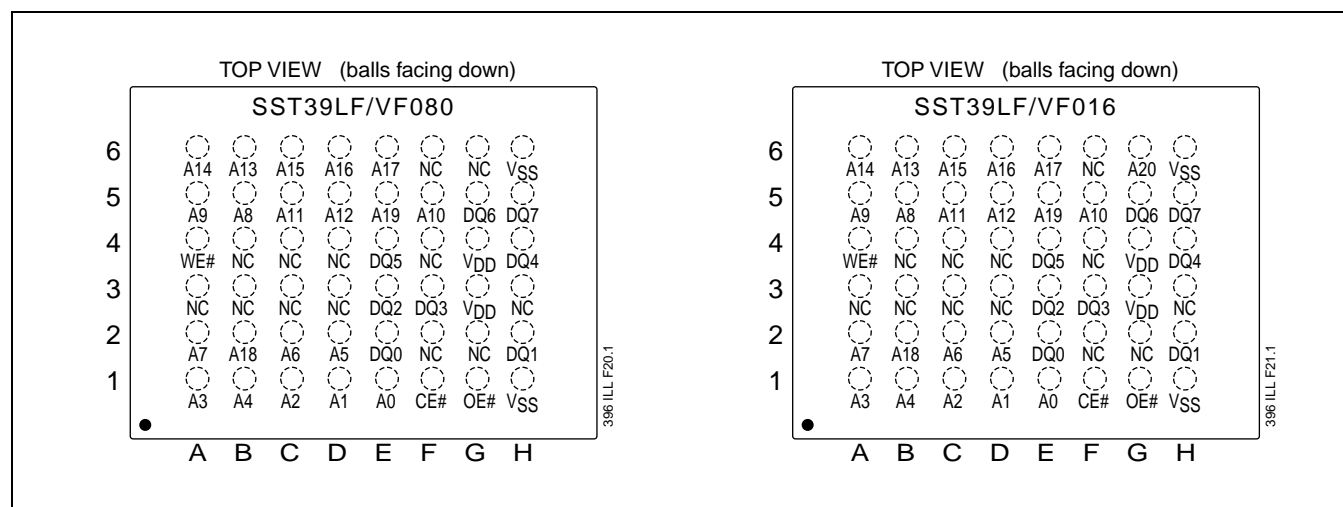 TOP VIEW (balls facing down)
SST39LF/VF080
6
A14 A13 A15 A16 A17 NC NC VSS
5
A9 A8 A11 A12 A19 A10 DQ6 DQ7
4
WE# NC NC NC DQ5 NC VDD DQ4
3
NC NC NC NC DQ2 DQ3 VDD NC
2
A7 A18 A6 A5 DQ0 NC NC DQ1
1
A3 A4 A2 A1 A0 CE# OE# VSS
A B C D E F G H
396 ILL F20.1
TOP VIEW (balls facing down)
SST39LF/VF016
6
A14 A13 A15 A16 A17 NC A20 VSS
5
A9 A8 A11 A12 A19 A10 DQ6 DQ7
4
WE# NC NC NC DQ5 NC VDD DQ4
3
NC NC NC NC DQ2 DQ3 VDD NC
2
A7 A18 A6 A5 DQ0 NC NC DQ1
1
A3 A4 A2 A1 A0 CE# OE# VSS
A B C D E F G H
396 ILL F21.1